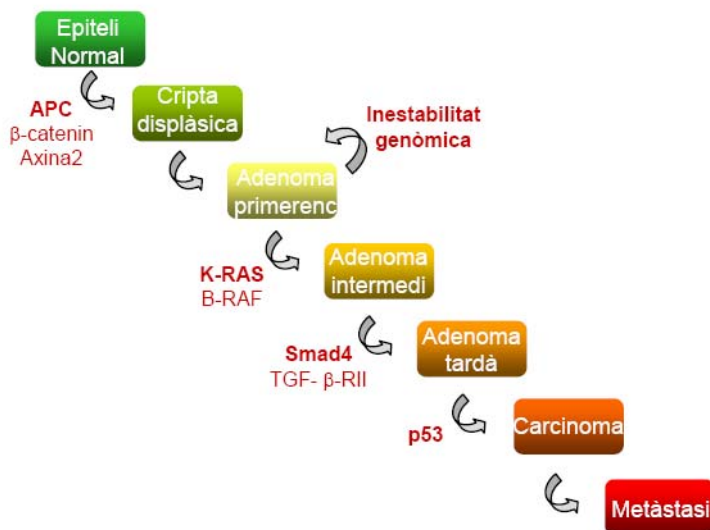 Epiteli
Normal
APC
β-catenin
Axina2
Cripta
displàsica
Inestabilitat
genòmica
Adenoma
primerenc
K-RAS
B-RAF
Adenoma
intermedi
Smad4
TGF- β-RII
Adenoma
tardà
p53
Carcinoma
Metàstasi